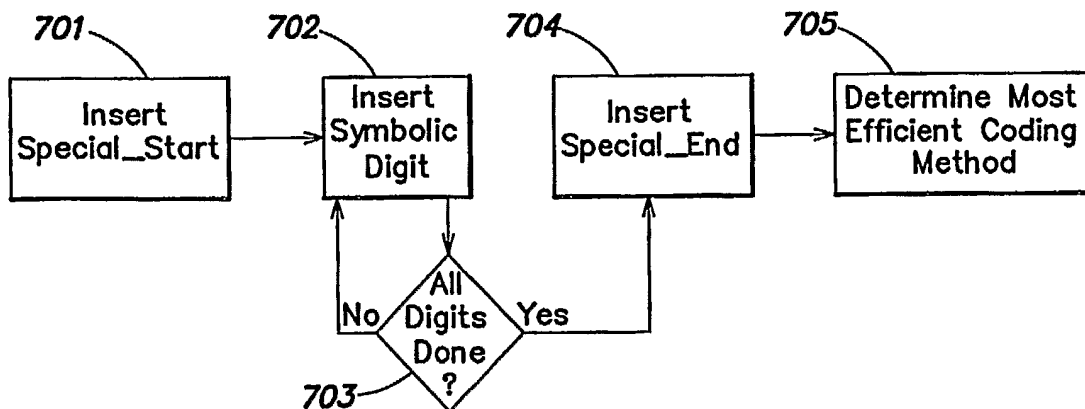 701
702
704
705
Insert
Special_Start
Insert
Symbolic
Digit
Insert
Special_End
Determine Most
Efficient Coding
Method
No
All
Digits
Done
?
Yes
703